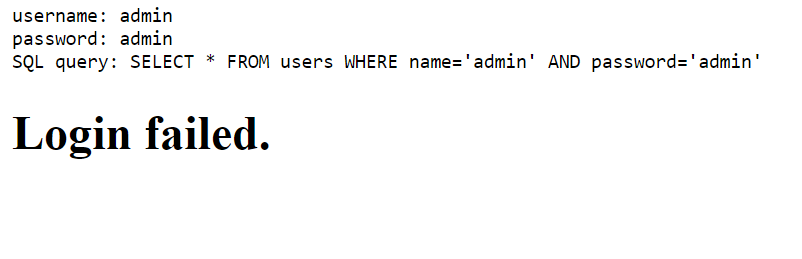 username: admin
password: admin
SQL query: SELECT * FROM users WHERE name='admin' AND password='admin'
Login failed.